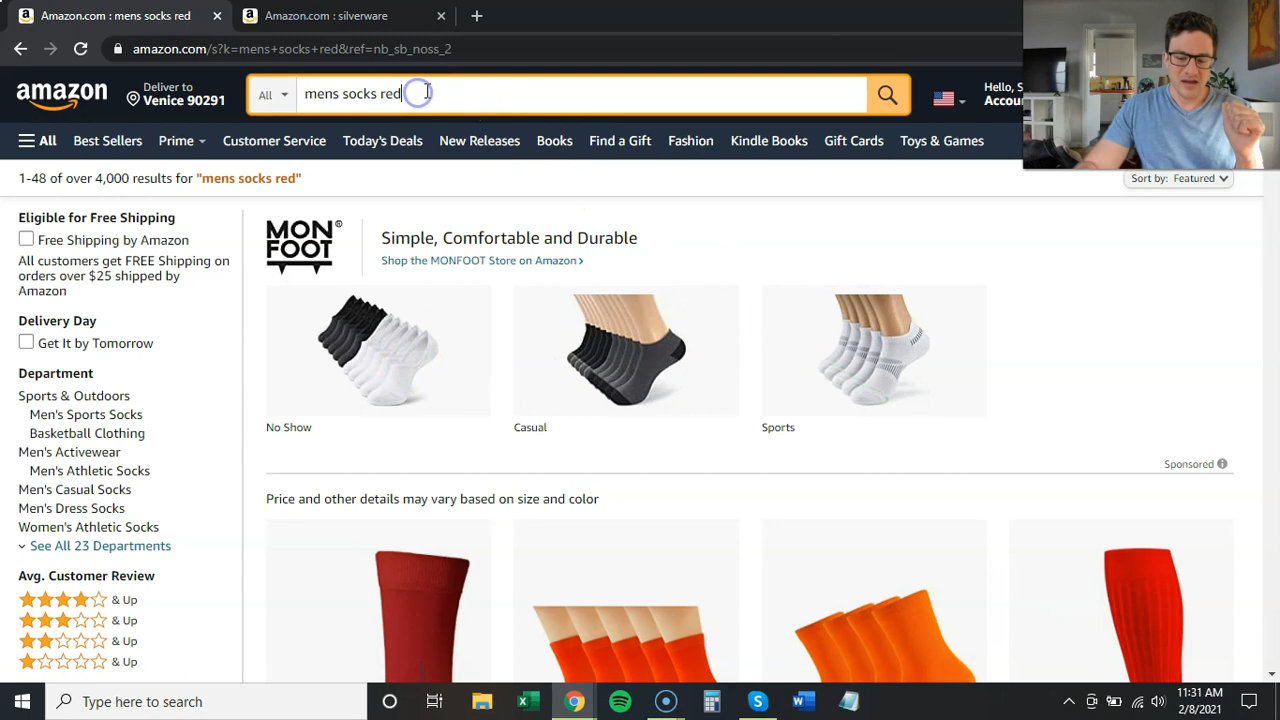 Amazon.com : mens socks red
Amazon.com : silverware
amazon.com/s?k=mens+socks+red&ref=nb_sb_noss_2
amazon
Deliver to
Venice 90291
All
mens socks red
Hello, S
Accou
All
Best Sellers
Prime
Customer Service
Today's Deals
New Releases
Books
Find a Gift
Fashion
Kindle Books
Gift Cards
Toys & Games
1-48 of over 4,000 results for "mens socks red"
Sort by: Featured
Eligible for Free Shipping
Free Shipping by Amazon
All customers get FREE Shipping on
orders over $25 shipped by
Amazon
Delivery Day
Get It by Tomorrow
Department
Sports & Outdoors
Men's Sports Socks
Basketball Clothing
Men's Activewear
Men's Athletic Socks
Men's Casual Socks
Men's Dress Socks
Women's Athletic Socks
See All 23 Departments
Avg. Customer Review
& Up
& Up
& Up
& Up
MON
FOOT
Simple, Comfortable and Durable
Shop the MONFOOT Store on Amazon ›
No Show
Casual
Sports
Sponsored
Price and other details may vary based on size and color
Type here to search
11:31 AM
2/8/2021